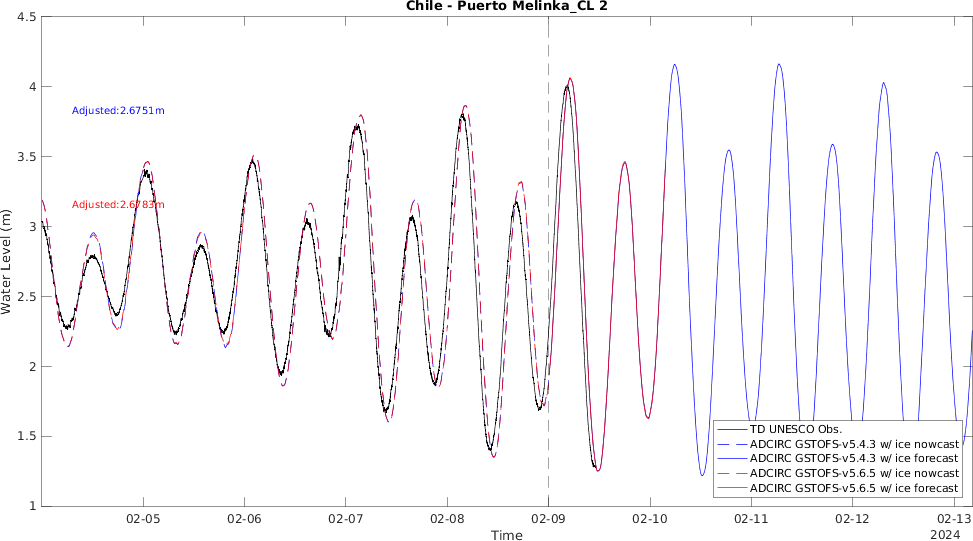 Chile - Puerto Melinka_CL 2
4.5
4
3.5
3
2.5
2
1.5
1
Water Level (m)
Adjusted:2.6751m
Adjusted:2.6783m
TD UNESCO Obs.
ADCIRC GSTOFS-v5.4.3 w/ ice nowcast
ADCIRC GSTOFS-v5.4.3 w/ ice forecast
ADCIRC GSTOFS-v5.6.5 w/ ice nowcast
ADCIRC GSTOFS-v5.6.5 w/ ice forecast
02-05 02-06 02-07 02-08 02-09 02-10 02-11 02-12 02-13
Time
2024